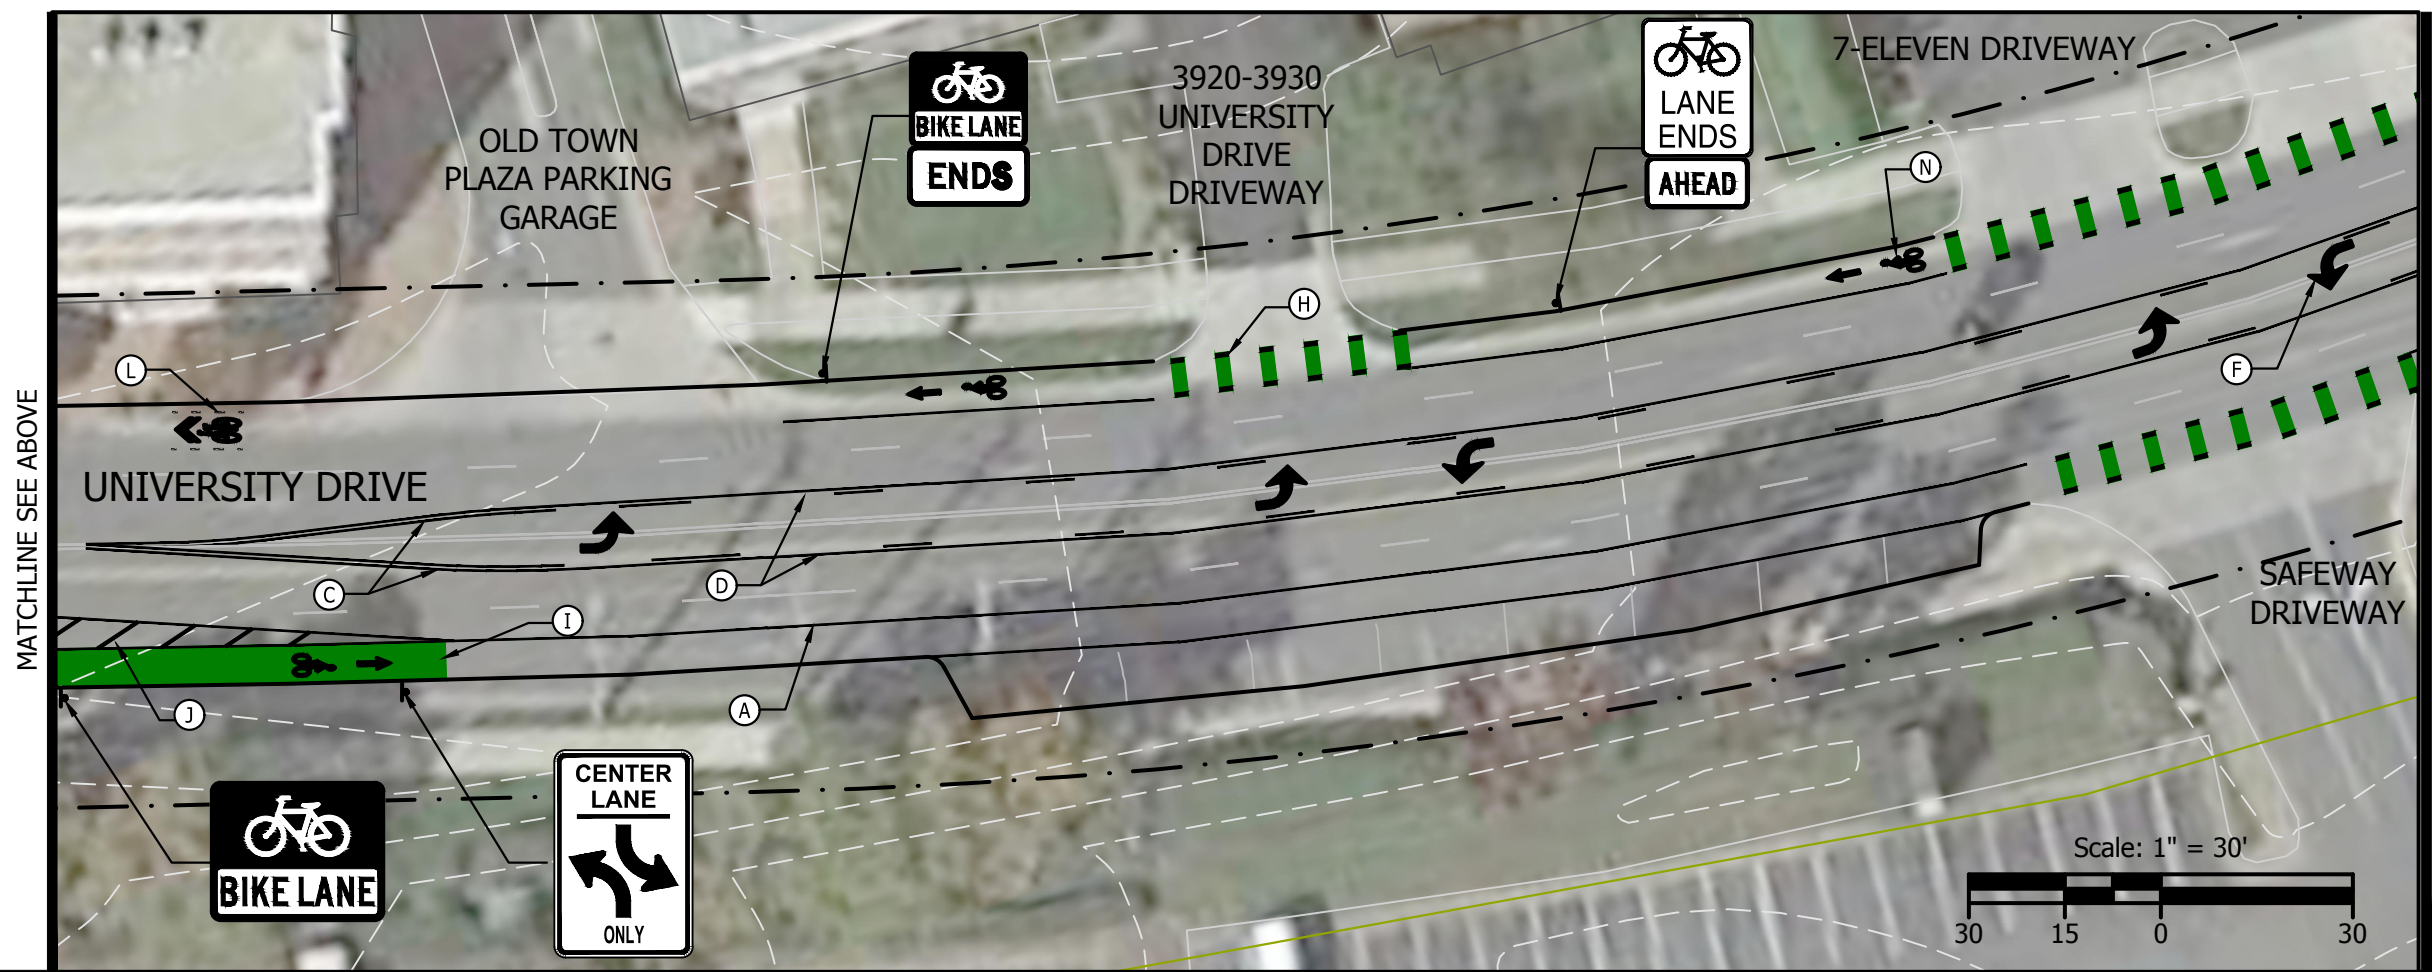 MATCHLINE SEE ABOVE
OLD TOWN
PLAZA PARKING
GARAGE
BIKE LANE
ENDS
3920-3930
UNIVERSITY
DRIVE
DRIVEWAY
LANE
ENDS
AHEAD
7-ELEVEN DRIVEWAY
N
H
L
F
UNIVERSITY DRIVE
C
D
I
A
J
SAFEWAY
DRIVEWAY
BIKE LANE
CENTER
LANE
ONLY
Scale: 1" = 30'
30 15 0 30